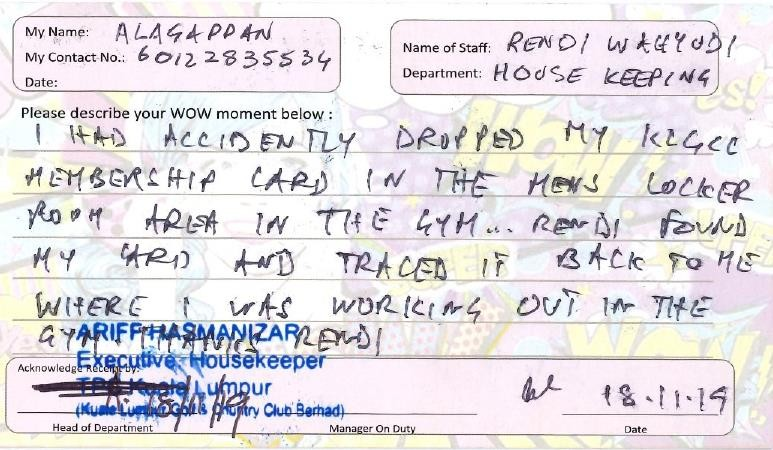 My Name: ALAGAPPAN
My Contact No.: 60122835534
Date:
Name of Staff: RENDI WAHYUDI
Department: HOUSE KEEPING
Please describe your WOW moment below :
I HAD ACCIDENTLY DROPPED MY KLGCC
MEMBERSHIP CARD IN THE MENS LOCKER
ROOM AREA IN THE GYM... RENDI FOUND
MY CARD AND TRACED IT BACK TO ME
WHERE I WAS WORKING OUT IN THE
GYM. THANKS RENDI
ARIFF HASMANIZAR
Executive Housekeeper
Acknowledge Receipt by:
TPC Kuala Lumpur
(Kuala Lumpur Golf & Country Club Berhad)
18/11/19
18.11.19
Head of Department
Manager On Duty
Date